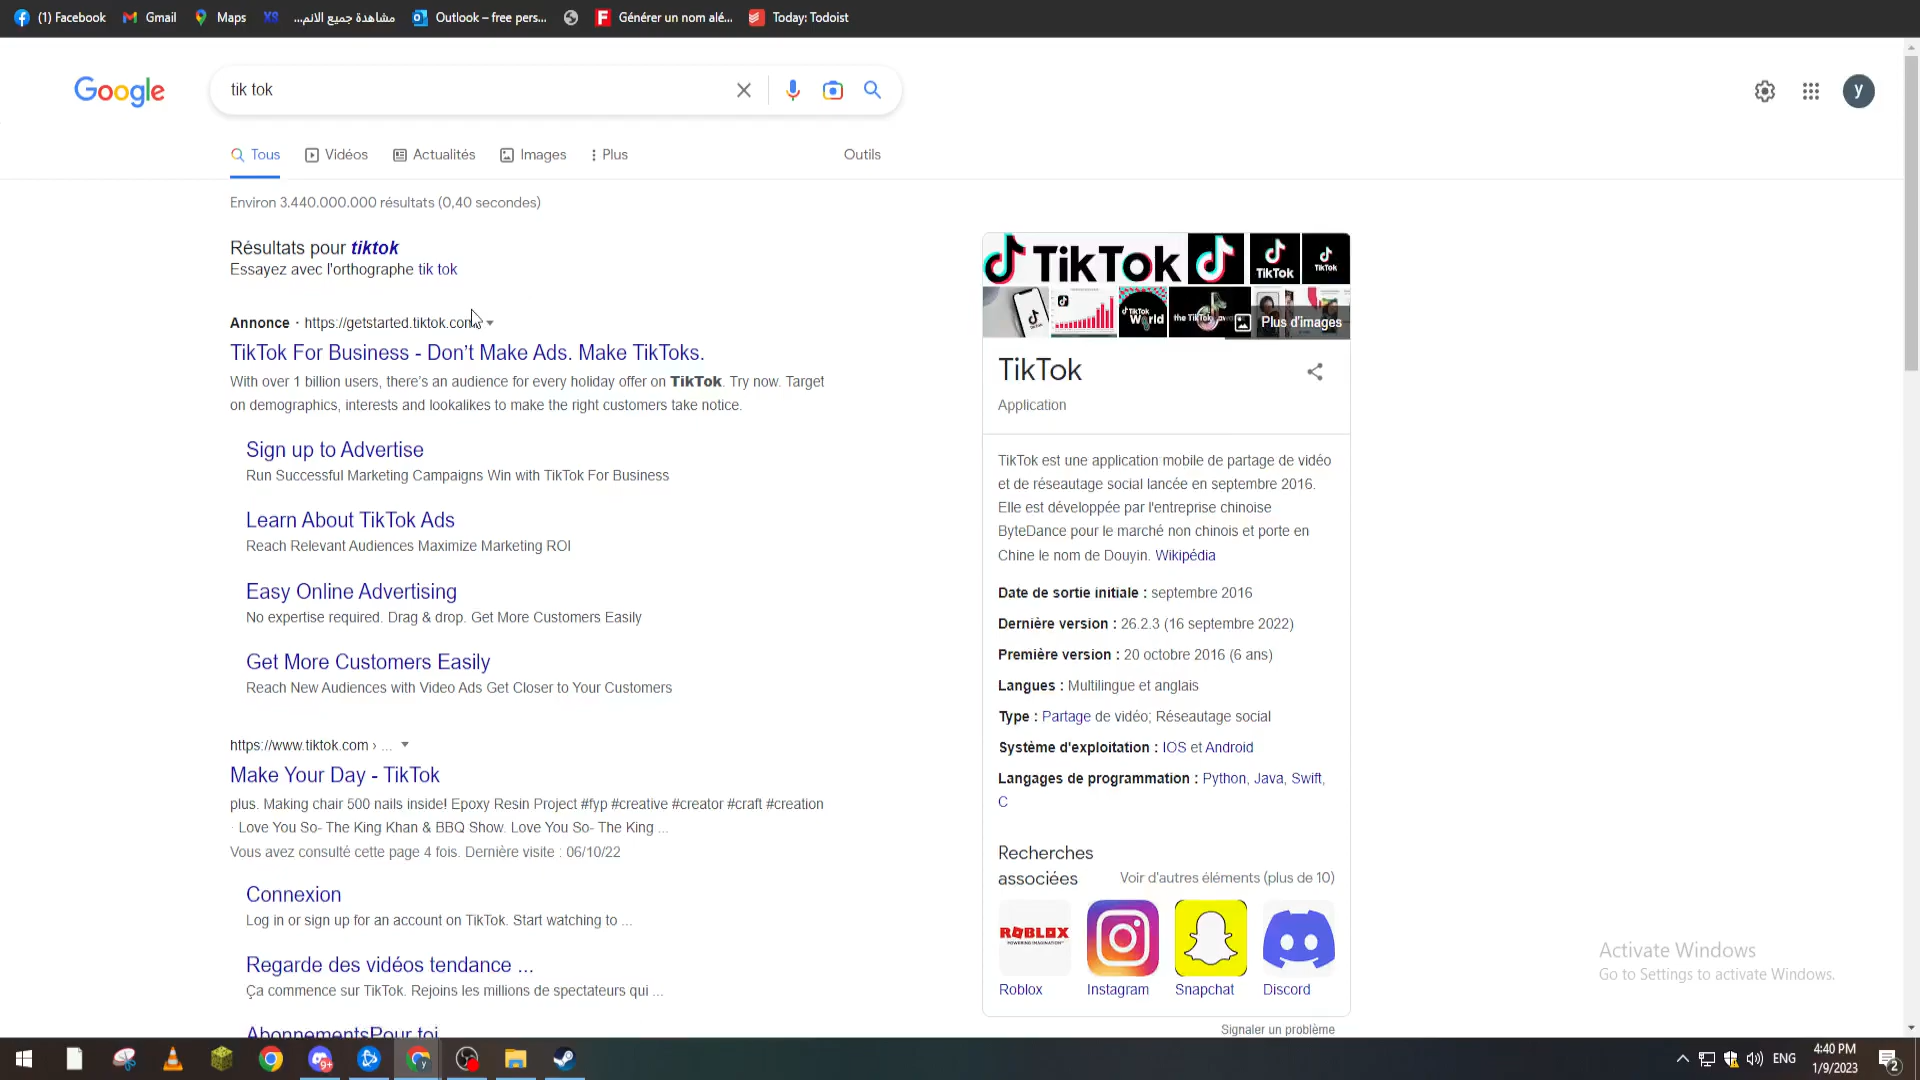 (1) Facebook
Gmail
Maps
مشاهدة جميع الانم...
Outlook – free pers...
Générer un nom alé...
Today: Todoist
Google
tik tok
y
Tous
Vidéos
Actualités
Images
Plus
Outils
Environ 3.440.000.000 résultats (0,40 secondes)
Résultats pour tiktok
Essayez avec l'orthographe tik tok
Annonce · https://getstarted.tiktok.com
TikTok For Business - Don’t Make Ads. Make TikToks.
With over 1 billion users, there’s an audience for every holiday offer on TikTok. Try now. Target
on demographics, interests and lookalikes to make the right customers take notice.
Sign up to Advertise
Run Successful Marketing Campaigns Win with TikTok For Business
Learn About TikTok Ads
Reach Relevant Audiences Maximize Marketing ROI
Easy Online Advertising
No expertise required. Drag & drop. Get More Customers Easily
Get More Customers Easily
Reach New Audiences with Video Ads Get Closer to Your Customers
https://www.tiktok.com › ...
Make Your Day - TikTok
plus. Making chair 500 nails inside! Epoxy Resin Project #fyp #creative #creator #craft #creation
· Love You So- The King Khan & BBQ Show. Love You So- The King ...
Vous avez consulté cette page 4 fois. Dernière visite : 06/10/22
Connexion
Log in or sign up for an account on TikTok. Start watching to ...
Regarde des vidéos tendance ...
Ça commence sur TikTok. Rejoins les millions de spectateurs qui ...
AbonnementsPour toi
TikTok
TikTok
TikTok
TikTok World
the TikTok
Plus d'images
TikTok
Application
TikTok est une application mobile de partage de vidéo
et de réseautage social lancée en septembre 2016.
Elle est développée par l'entreprise chinoise
ByteDance pour le marché non chinois et porte en
Chine le nom de Douyin. Wikipédia
Date de sortie initiale : septembre 2016
Dernière version : 26.2.3 (16 septembre 2022)
Première version : 20 octobre 2016 (6 ans)
Langues : Multilingue et anglais
Type : Partage de vidéo; Réseautage social
Système d'exploitation : IOS et Android
Langages de programmation : Python, Java, Swift,
C
Recherches
associées
Voir d'autres éléments (plus de 10)
ROBLOX
POWERING IMAGINATION
Roblox
Instagram
Snapchat
Discord
Signaler un problème
Activate Windows
Go to Settings to activate Windows.
9+
y
ENG
4:40 PM
1/9/2023
2